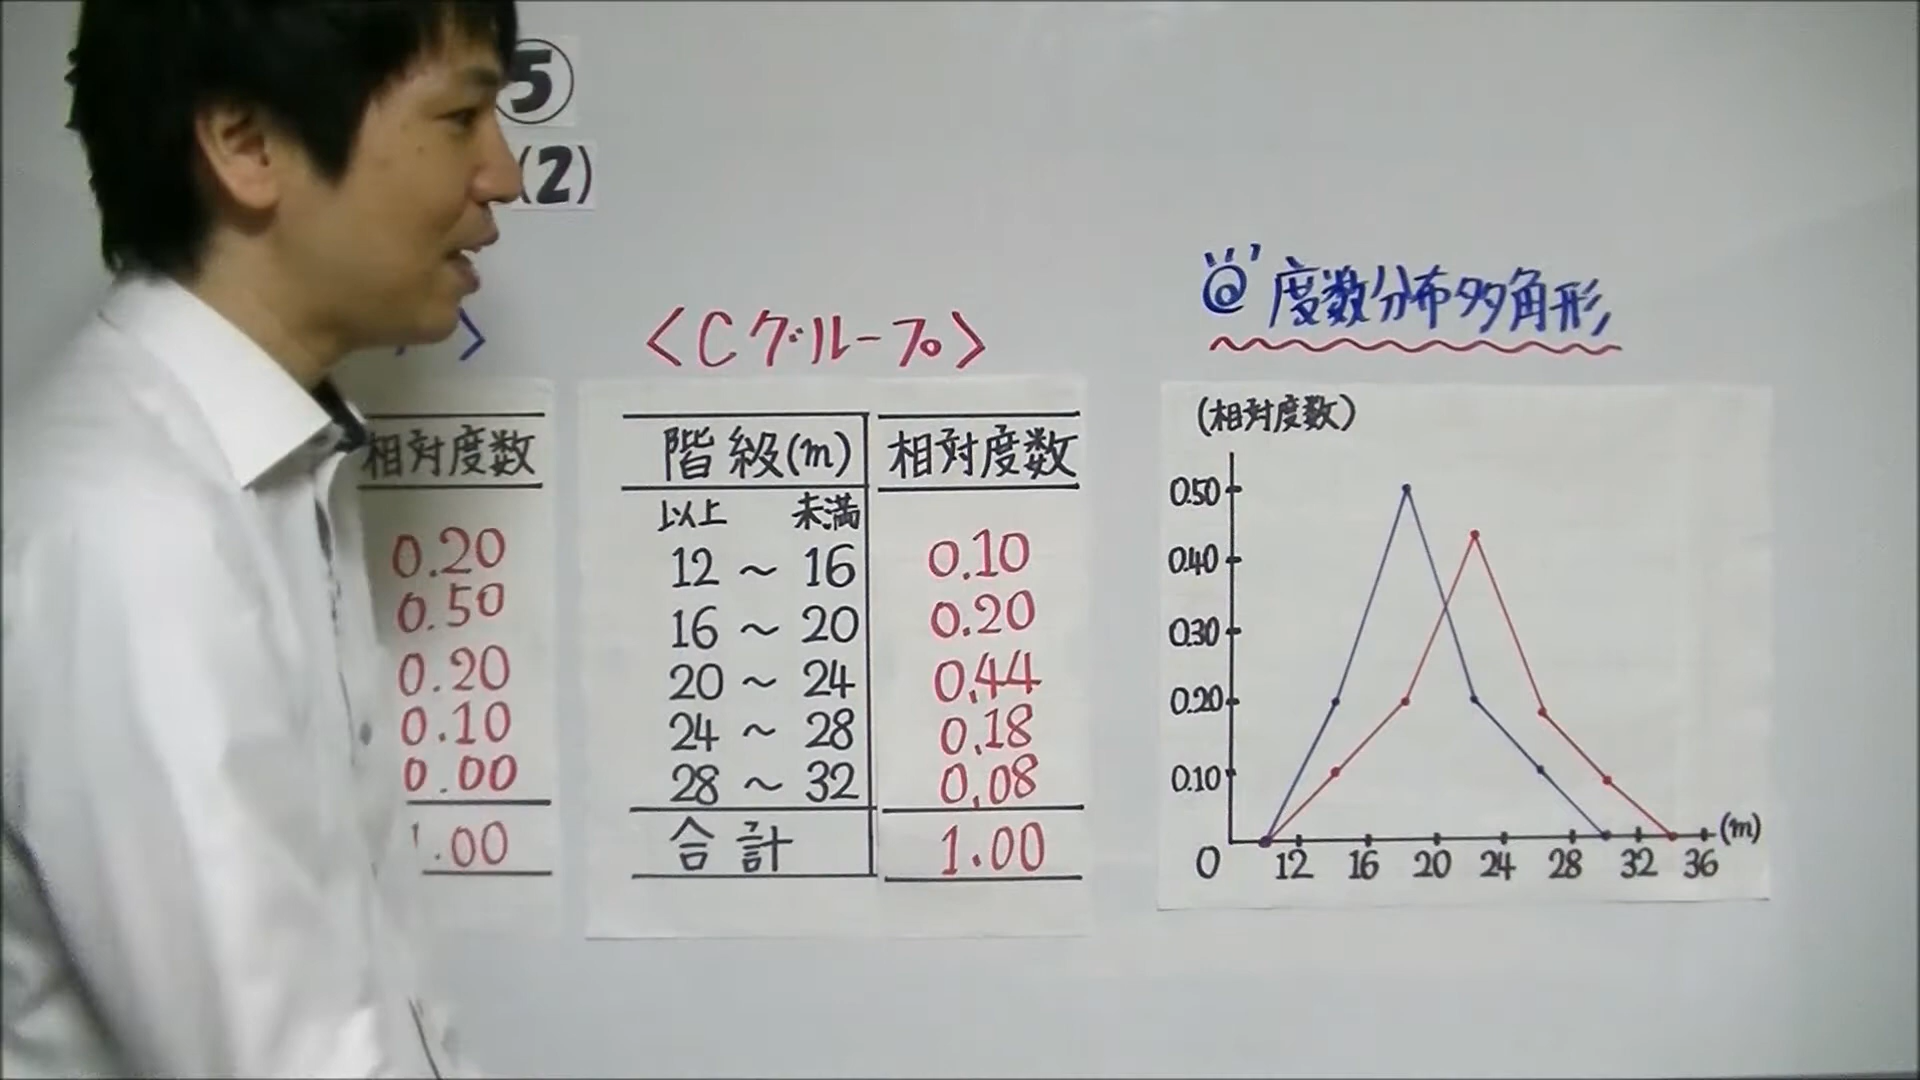 5
(2)
〉
〈Cグループ〉
@ 度数分布多角形
相対度数
0.20
0.50
0.20
0.10
0.00
1.00
階級(m) 相対度数
以上 未満
12 〜 16 0.10
16 〜 20 0.20
20 〜 24 0.44
24 〜 28 0.18
28 〜 32 0.08
合計 1.00
(相対度数)
0.50
0.40
0.30
0.20
0.10
0 12 16 20 24 28 32 36 (m)